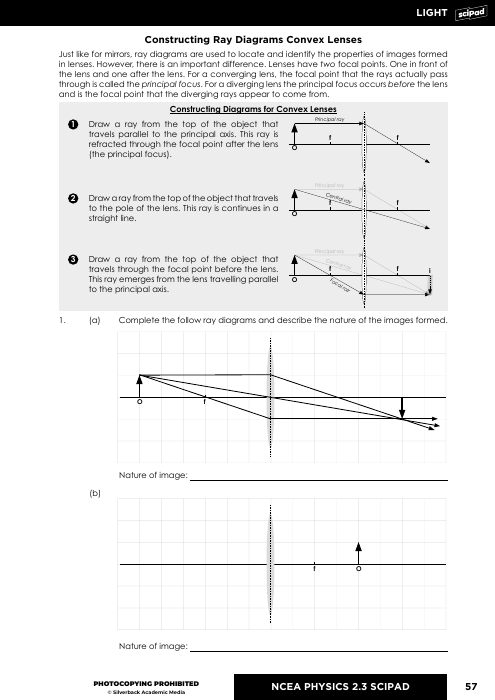 LIGHT scipad
Constructing Ray Diagrams Convex Lenses
Just like for mirrors, ray diagrams are used to locate and identify the properties of images formed
in lenses. However, there is an important difference. Lenses have two focal points. One in front of
the lens and one after the lens. For a converging lens, the focal point that the rays actually pass
through is called the principal focus. For a diverging lens the principal focus occurs before the lens
and is the focal point that the diverging rays appear to come from.
Constructing Diagrams for Convex Lenses
1 Draw a ray from the top of the object that
travels parallel to the principal axis. This ray is
refracted through the focal point after the lens
(the principal focus).
Principal ray
O f f
2 Draw a ray from the top of the object that travels
to the pole of the lens. This ray is continues in a
straight line.
Principal ray
Central ray
O f f
3 Draw a ray from the top of the object that
travels through the focal point before the lens.
This ray emerges from the lens travelling parallel
to the principal axis.
Principal ray
Central ray
Focal ray
O f f i
1. (a) Complete the follow ray diagrams and describe the nature of the images formed.
O f
Nature of image:
(b)
f O
Nature of image:
PHOTOCOPYING PROHIBITED
© Silverback Academic Media
NCEA PHYSICS 2.3 SCIPAD
57